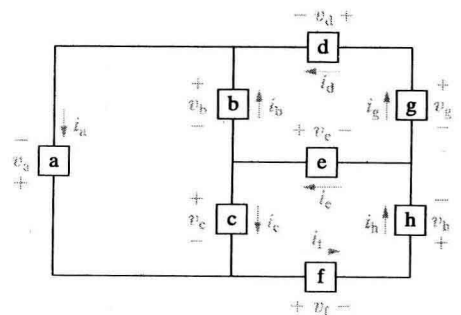 − v_d +
d
i_d
+
v_b
−
b
i_b
i_g
g
+
v_g
−
i_a
−
v_a
+
a
+ v_e −
e
i_e
+
v_c
−
c
i_c
i_h
h
−
v_h
+
i_f
f
+ v_f −